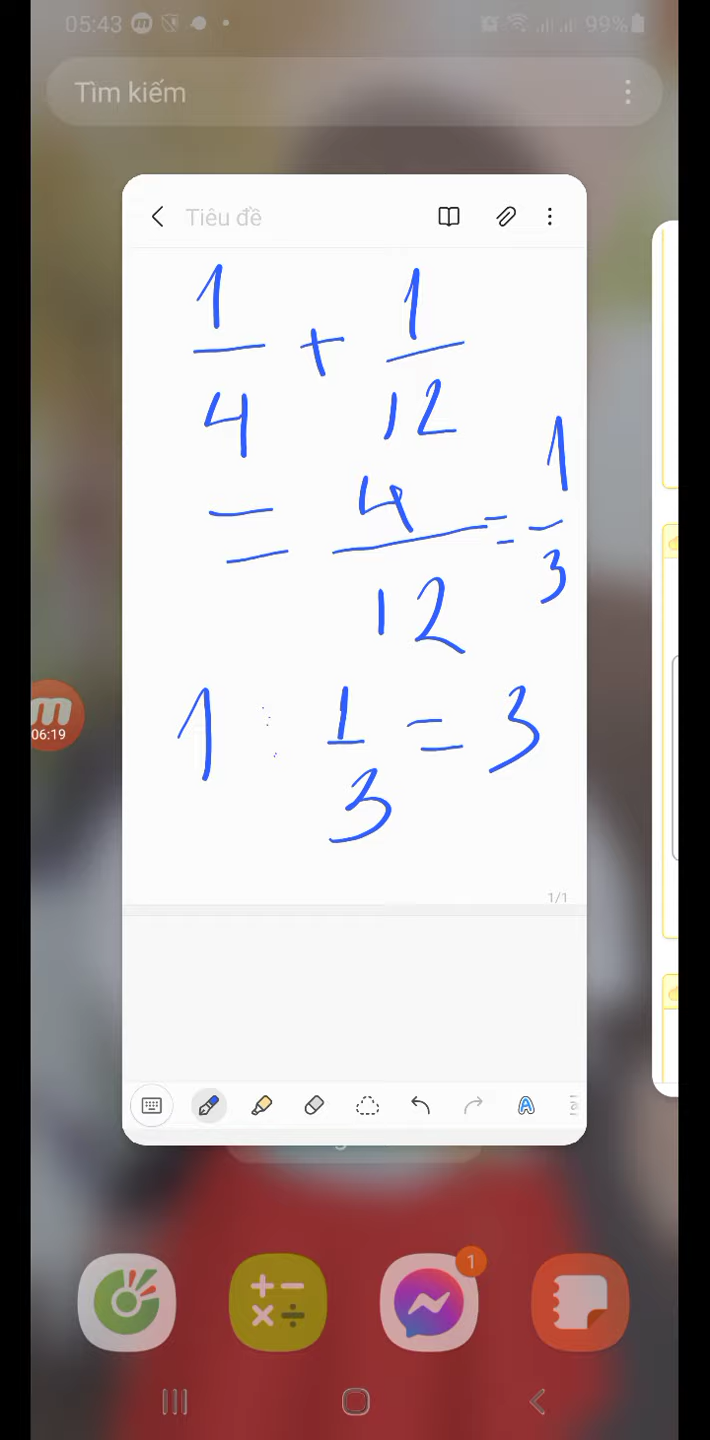 05:43 99%
Tìm kiếm
Tiêu đề
1/4 + 1/12
= 4/12 = 1/3
1 : 1/3 = 3
06:19
1/1
A
1